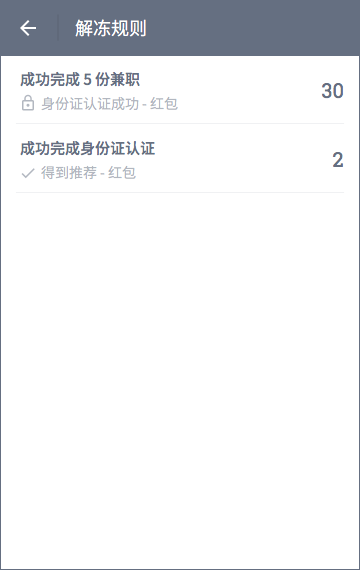 解冻规则
成功完成 5 份兼职
30
身份证认证成功 - 红包
成功完成身份证认证
2
得到推荐 - 红包